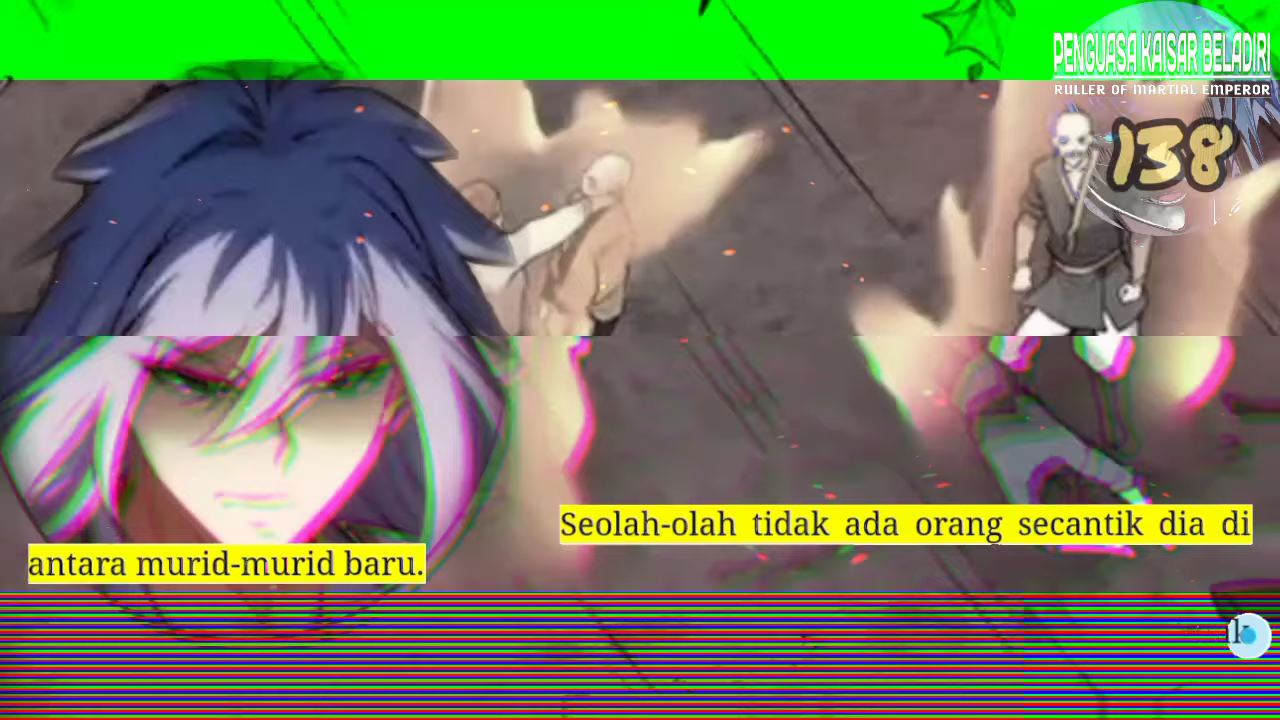 PENGUASA KAISAR BELADIRI
RULLER OF MARTIAL EMPEROR
138
Seolah-olah tidak ada orang secantik dia di
antara murid-murid baru.